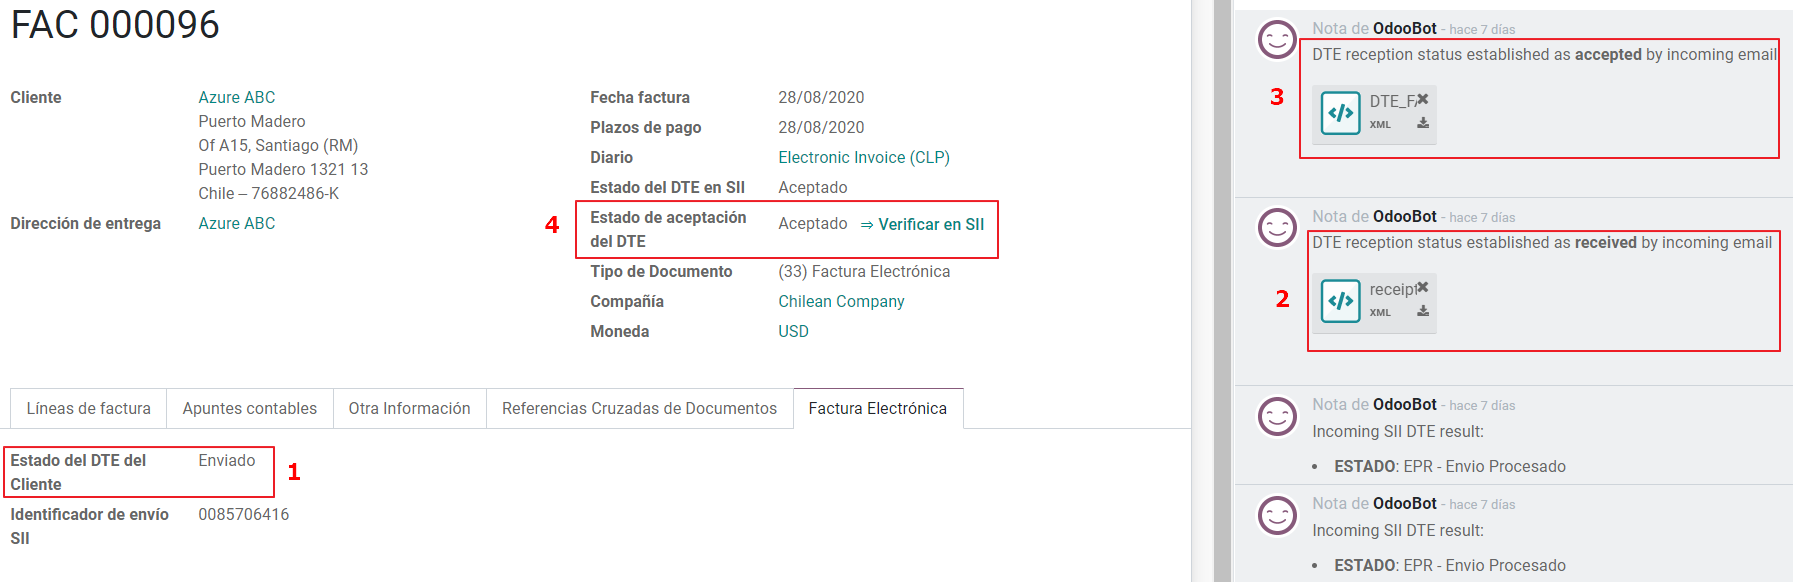 FAC 000096
Cliente
Azure ABC
Puerto Madero
Of A15, Santiago (RM)
Puerto Madero 1321 13
Chile – 76882486-K
Dirección de entrega
Azure ABC
Fecha factura 28/08/2020
Plazos de pago 28/08/2020
Diario Electronic Invoice (CLP)
Estado del DTE en SII Aceptado
4
Estado de aceptación
del DTE
Aceptado ⇒ Verificar en SII
Tipo de Documento (33) Factura Electrónica
Compañía Chilean Company
Moneda USD
Líneas de factura Apuntes contables Otra Información Referencias Cruzadas de Documentos Factura Electrónica
Estado del DTE del
Cliente
Enviado
1
Identificador de envío
SII
0085706416
Nota de OdooBot - hace 7 días
DTE reception status established as accepted by incoming email
3
DTE_F
XML
Nota de OdooBot - hace 7 días
DTE reception status established as received by incoming email
2
receipt
XML
Nota de OdooBot - hace 7 días
Incoming SII DTE result:
• ESTADO: EPR - Envio Procesado
Nota de OdooBot - hace 7 días
Incoming SII DTE result:
• ESTADO: EPR - Envio Procesado